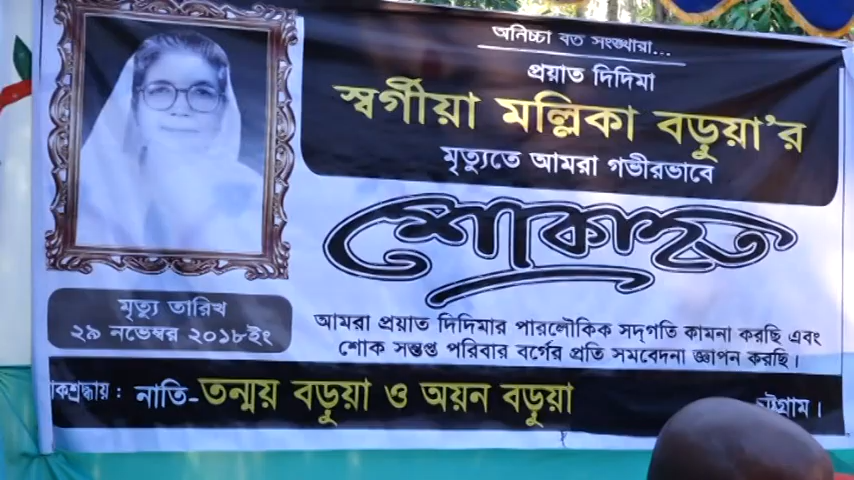 অনিচ্চা বত সংঙ্খারা...
প্রয়াত দিদিমা
স্বর্গীয়া মল্লিকা বড়ুয়া'র
মৃত্যুতে আমরা গভীরভাবে
শোকাহত
মৃত্যু তারিখ
২৯ নভেম্বর ২০১৮ইং
আমরা প্রয়াত দিদিমার পারলৌকিক সদ্গতি কামনা করছি এবং
শোক সন্তপ্ত পরিবার বর্গের প্রতি সমবেদনা জ্ঞাপন করছি।
নাতি-তন্ময় বড়ুয়া ও অয়ন বড়ুয়া